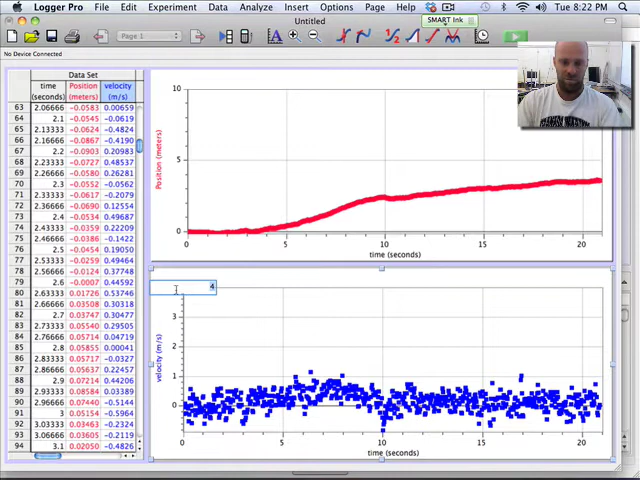 Logger Pro File Edit Experiment Data Analyze Insert Options Tue 8:22 PM
SMART Ink
Untitled
Page 1
No Device Connected
Data Set
time Position velocity
(seconds) (meters) (m/s)
63 2.06666 -0.0583 0.00659
64 2.1 -0.0545 -0.0619
65 2.13333 -0.0624 -0.4824
66 2.16666 -0.0867 -0.4190
67 2.2 -0.0903 0.20983
68 2.23333 -0.0727 0.48537
69 2.26666 -0.0630 0.26281
70 2.3 -0.0552 -0.0562
71 2.33333 -0.0617 -0.2079
72 2.36666 -0.0690 0.12554
73 2.4 -0.0534 0.49687
74 2.43333 -0.0359 0.22209
75 2.46666 -0.0386 -0.1422
76 2.5 -0.0454 0.19050
77 2.53333 -0.0259 0.44831
78 2.56666 -0.0124 0.37748
79 2.6 -0.0007 0.44592
80 2.63333 0.01726 0.53746
81 2.66666 0.03508 0.30318
82 2.7 0.03747 0.30477
83 2.73333 0.05540 0.29505
84 2.76666 0.05714 0.04719
85 2.8 0.05855 0.00041
86 2.83333 0.05717 -0.0327
87 2.86666 0.05637 0.22457
88 2.9 0.07214 0.44206
89 2.93333 0.09384 0.01251
90 2.96666 0.07440 -0.5144
91 3 0.05154 -0.5964
92 3.03333 0.03463 -0.2324
93 3.06666 0.03605 -0.2119
94 3.1 0.02050 -0.4826
10
5
0
Position (meters)
0 5 10 15 20
time (seconds)
4
3
2
1
0
velocity (m/s)
0 5 10 15 20
time (seconds)